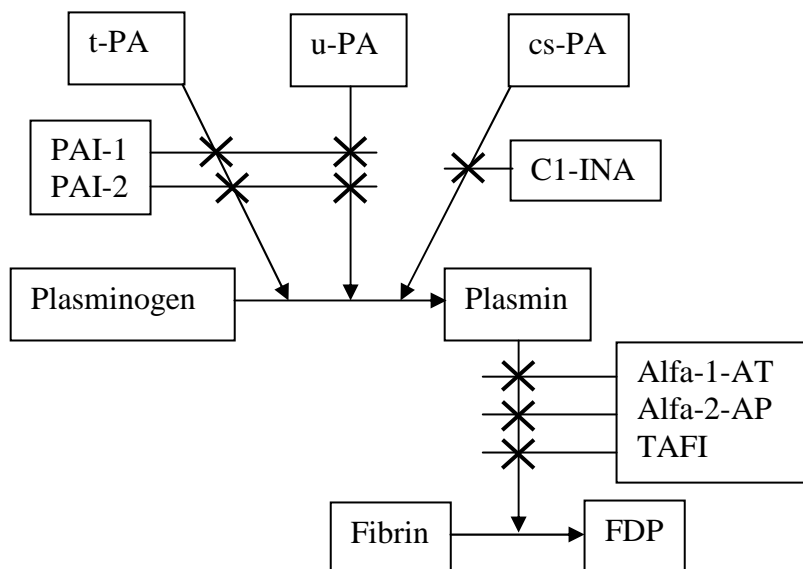 t-PA
u-PA
cs-PA
PAI-1
PAI-2
C1-INA
Plasminogen
Plasmin
Alfa-1-AT
Alfa-2-AP
TAFI
Fibrin
FDP